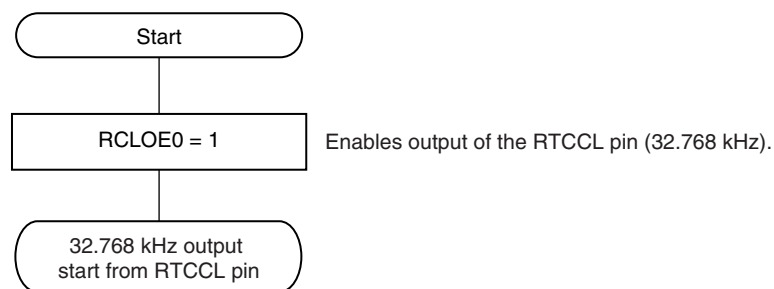 Start
RCLOE0 = 1
Enables output of the RTCCL pin (32.768 kHz).
32.768 kHz output
start from RTCCL pin